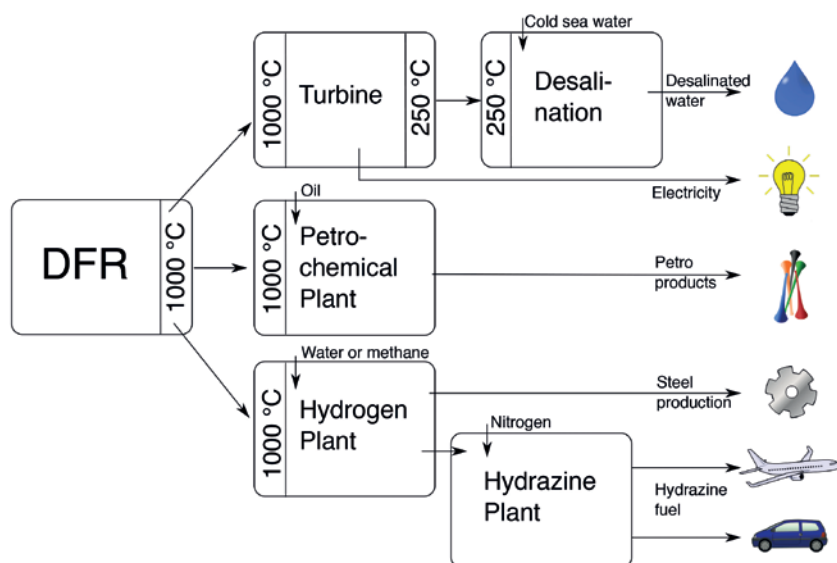 Cold sea water
1000 °C
Turbine
250 °C
250 °C
Desali-
nation
Desalinated
water
Electricity
DFR
1000 °C
Oil
1000 °C
Petro-
chemical
Plant
Petro
products
Water or methane
1000 °C
Hydrogen
Plant
Steel
production
Nitrogen
Hydrazine
Plant
Hydrazine
fuel